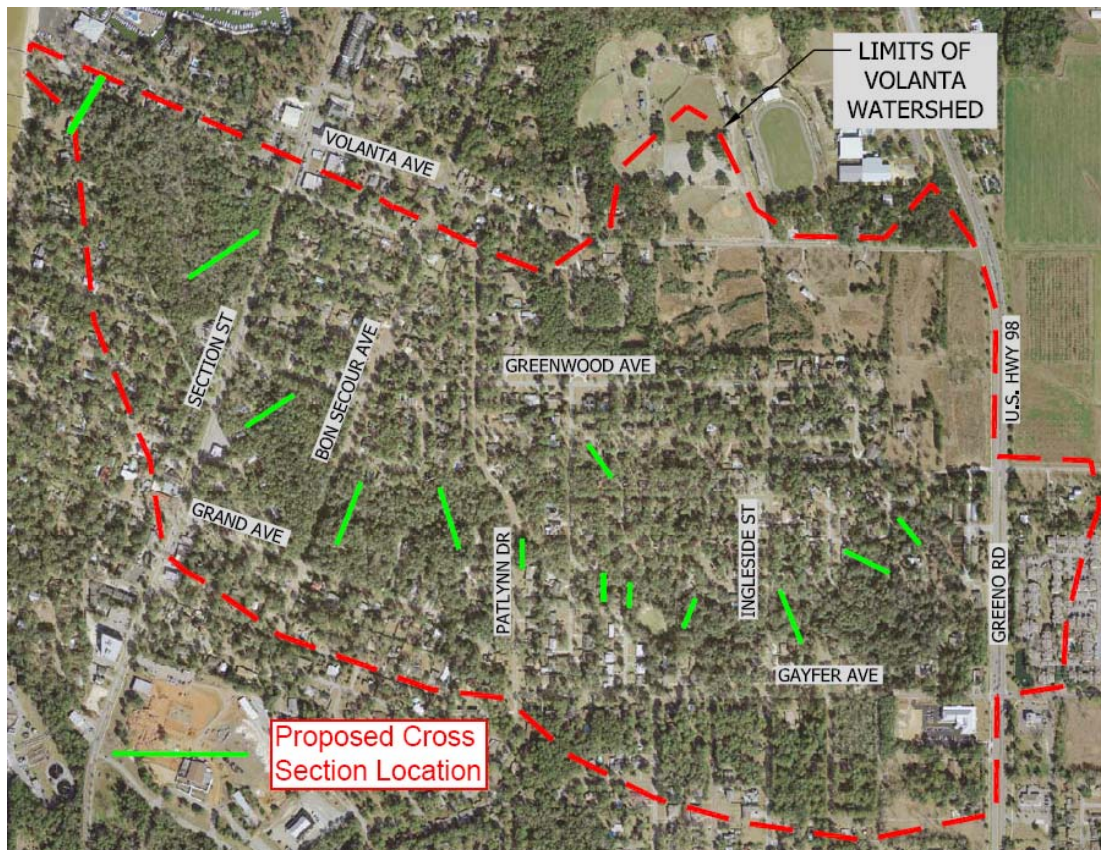 LIMITS OF
VOLANTA
WATERSHED
VOLANTA AVE
SECTION ST
BON SECOUR AVE
GREENWOOD AVE
U.S. HWY 98
GRAND AVE
PATLYNN DR
INGLESIDE ST
GREENO RD
GAYFER AVE
Proposed Cross
Section Location